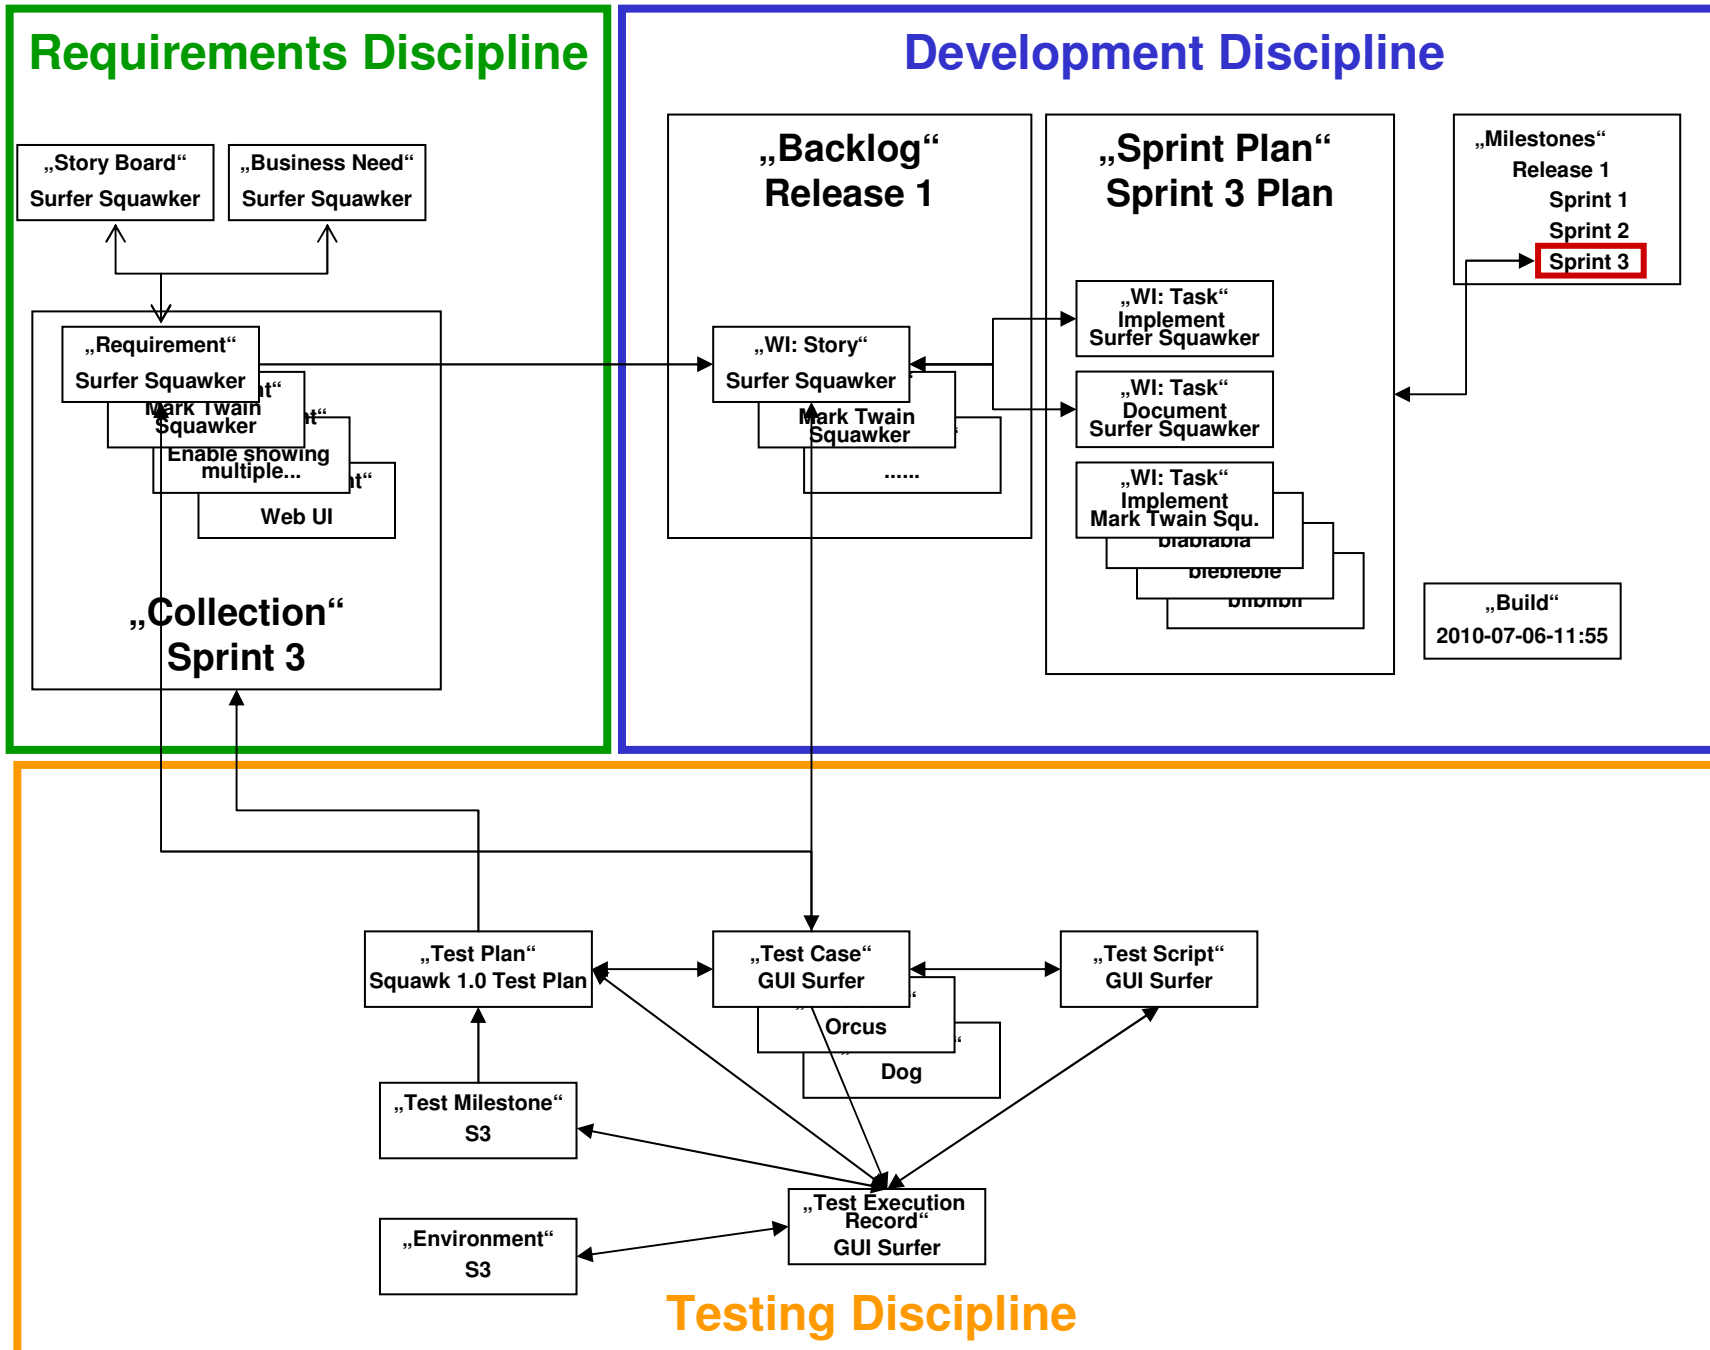 Requirements Discipline
„Story Board“
Surfer Squawker
„Business Need“
Surfer Squawker
„Requirement“
Surfer Squawker
Mark Twain
Squawker
Enable showing
multiple...
Web UI
„Collection“
Sprint 3
Development Discipline
„Backlog“
Release 1
„WI: Story“
Surfer Squawker
Mark Twain
Squawker
......
„Sprint Plan“
Sprint 3 Plan
„WI: Task“
Implement
Surfer Squawker
„WI: Task“
Document
Surfer Squawker
„WI: Task“
Implement
Mark Twain Squ.
blablabla
blebleble
bliblibli
„Milestones“
Release 1
Sprint 1
Sprint 2
Sprint 3
„Build“
2010-07-06-11:55
„Test Plan“
Squawk 1.0 Test Plan
„Test Case“
GUI Surfer
Orcus
Dog
„Test Script“
GUI Surfer
„Test Milestone“
S3
„Test Execution
Record“
GUI Surfer
„Environment“
S3
Testing Discipline